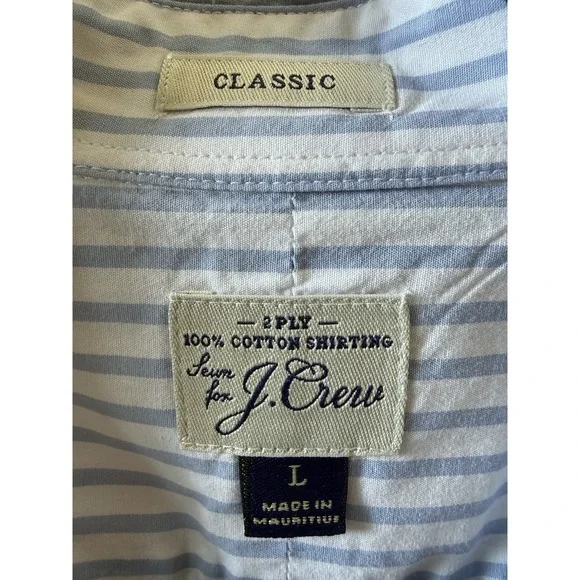 CLASSIC
— 2 PLY —
100% COTTON SHIRTING
Sewn
for J.Crew
L
MADE IN
MAURITIUS